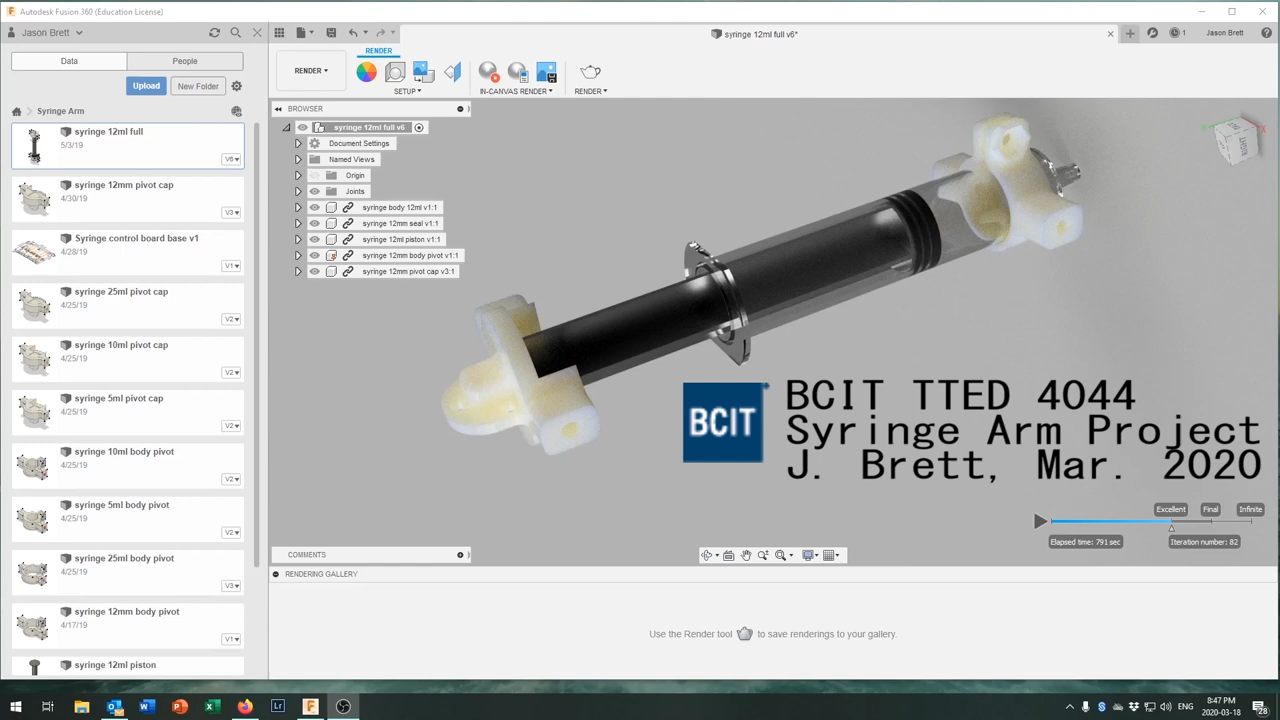 Autodesk Fusion 360 (Education License)
Jason Brett
syringe 12ml full v6*
1
Jason Brett
Data
People
Upload
New Folder
Syringe Arm
syringe 12ml full
5/3/19
V6
syringe 12mm pivot cap
4/30/19
V3
Syringe control board base v1
4/28/19
V1
syringe 25ml pivot cap
4/25/19
V2
syringe 10ml pivot cap
4/25/19
V2
syringe 5ml pivot cap
4/25/19
V2
syringe 10ml body pivot
4/25/19
V2
syringe 5ml body pivot
4/25/19
V2
syringe 25ml body pivot
4/25/19
V3
syringe 12mm body pivot
4/17/19
V1
syringe 12ml piston
RENDER
RENDER
SETUP
IN-CANVAS RENDER
RENDER
BROWSER
syringe 12ml full v6
Document Settings
Named Views
Origin
Joints
syringe body 12ml v1:1
syringe 12mm seal v1:1
syringe 12ml piston v1:1
syringe 12mm body pivot v1:1
syringe 12mm pivot cap v3:1
BCIT
Z
X
BCIT
BCIT TTED 4044
Syringe Arm Project
J. Brett, Mar. 2020
Excellent
Final
Infinite
Elapsed time: 791 sec
Iteration number: 82
COMMENTS
RENDERING GALLERY
Use the Render tool to save renderings to your gallery.
Lr
ENG
8:47 PM
2020-03-18
28